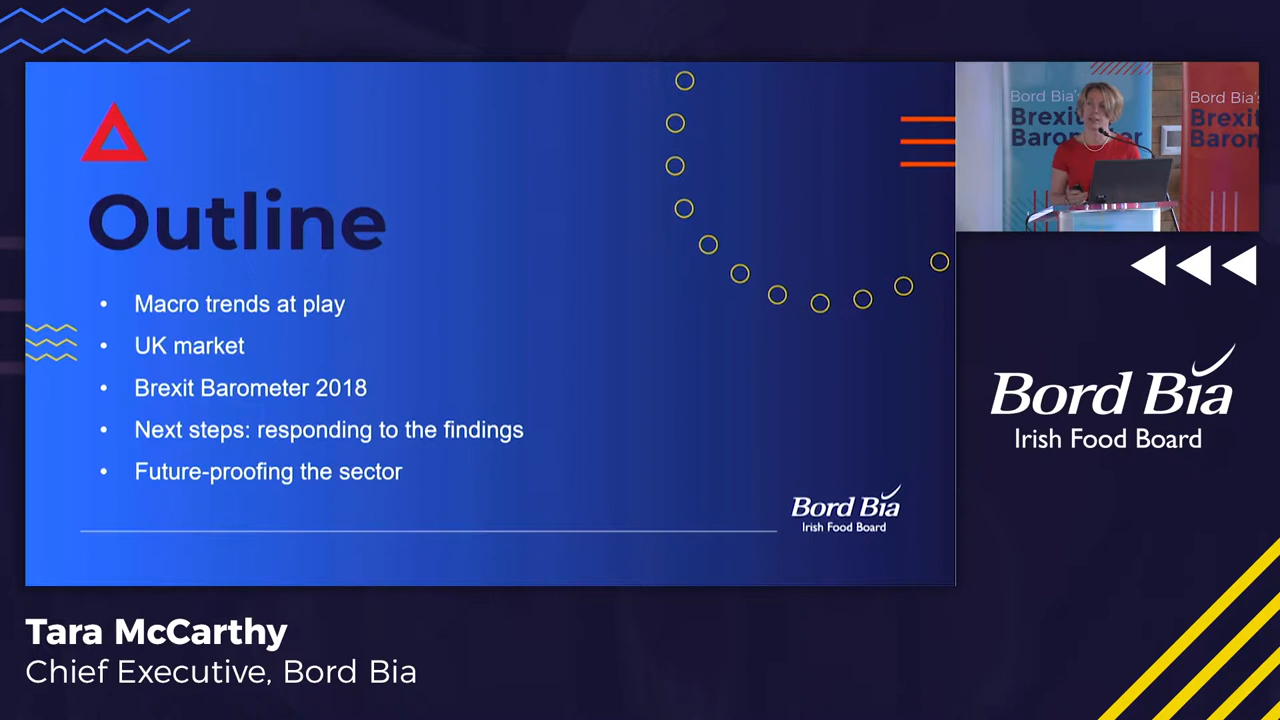 Outline
• Macro trends at play
• UK market
• Brexit Barometer 2018
• Next steps: responding to the findings
• Future-proofing the sector
Bord Bia
Irish Food Board
Bord Bia's
Brexit
Barometer
Bord Bia's
Brexit
Barom
Bord Bia
Irish Food Board
Tara McCarthy
Chief Executive, Bord Bia